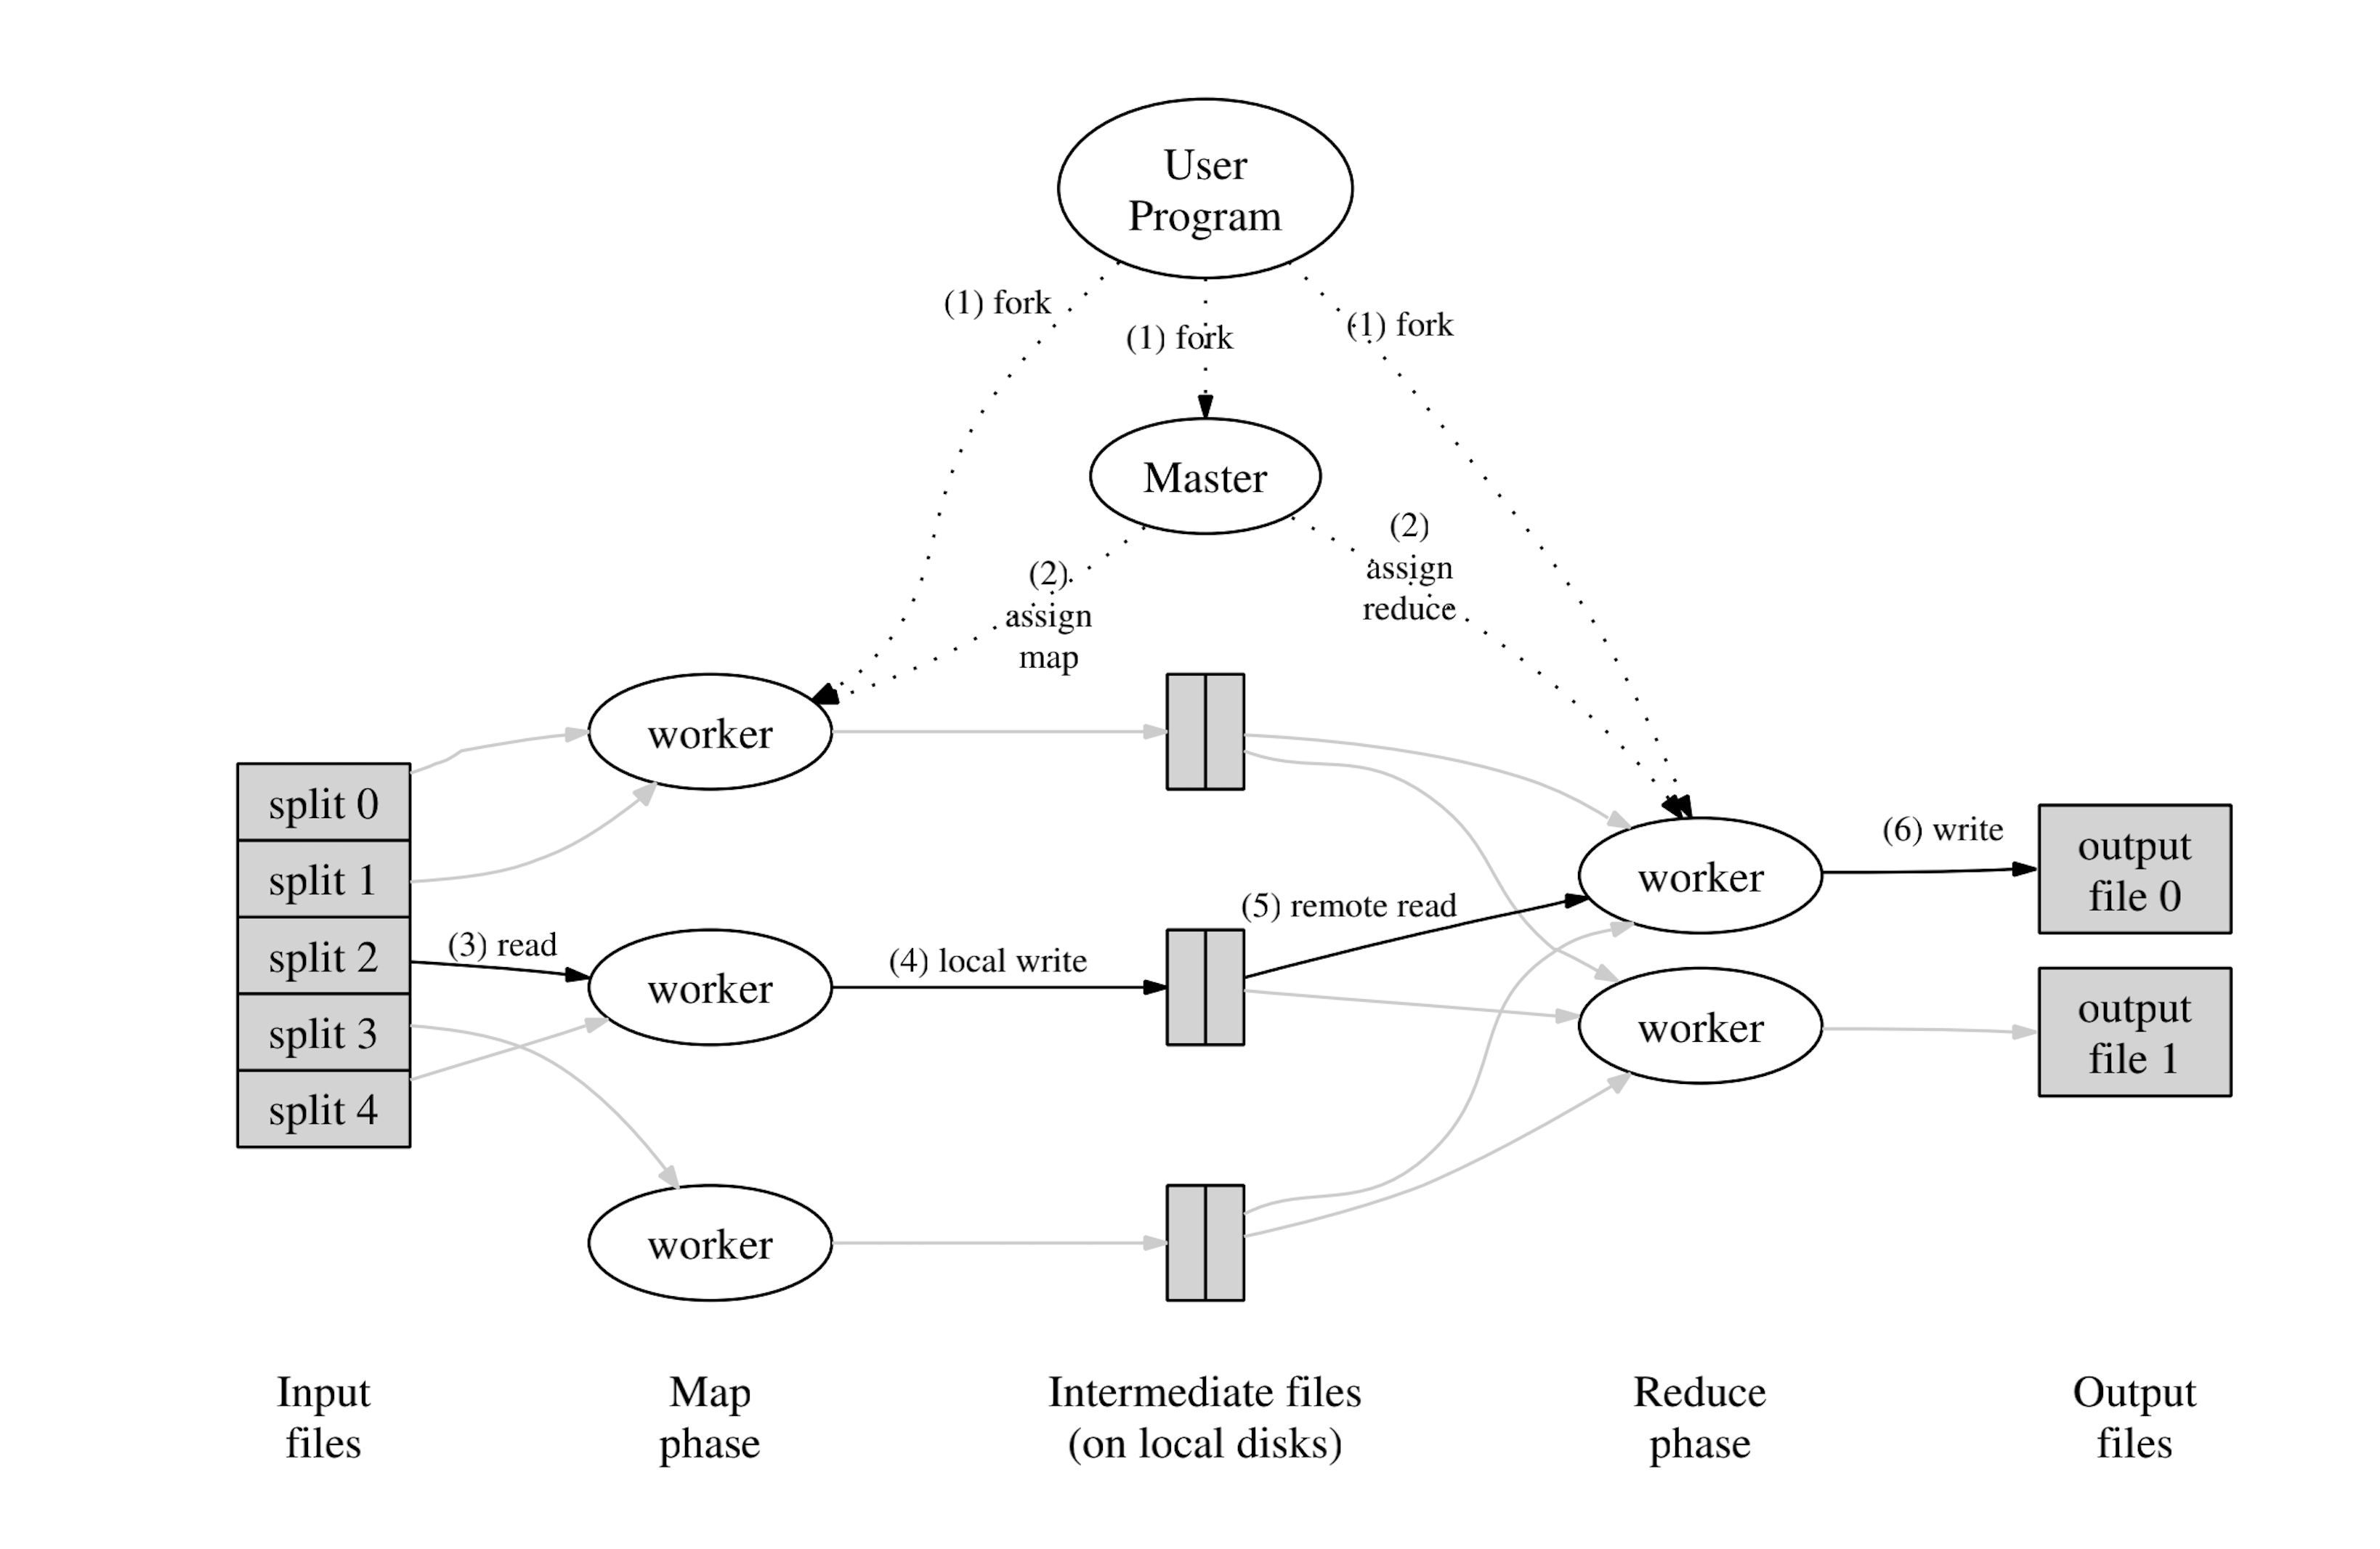 User
Program
(1) fork
(1) fork
(1) fork
Master
(2)
assign
map
(2)
assign
reduce
split 0
split 1
split 2
split 3
split 4
(3) read
worker
worker
worker
(4) local write
(5) remote read
worker
worker
(6) write
output
file 0
output
file 1
Input
files
Map
phase
Intermediate files
(on local disks)
Reduce
phase
Output
files